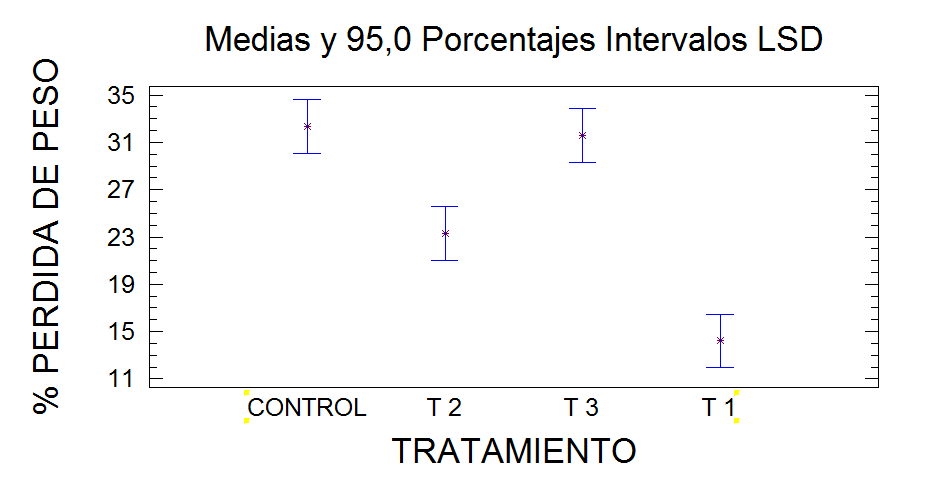 Medias y 95,0 Porcentajes Intervalos LSD
% PERDIDA DE PESO
35
31
27
23
19
15
11
CONTROL T 2 T 3 T 1
TRATAMIENTO